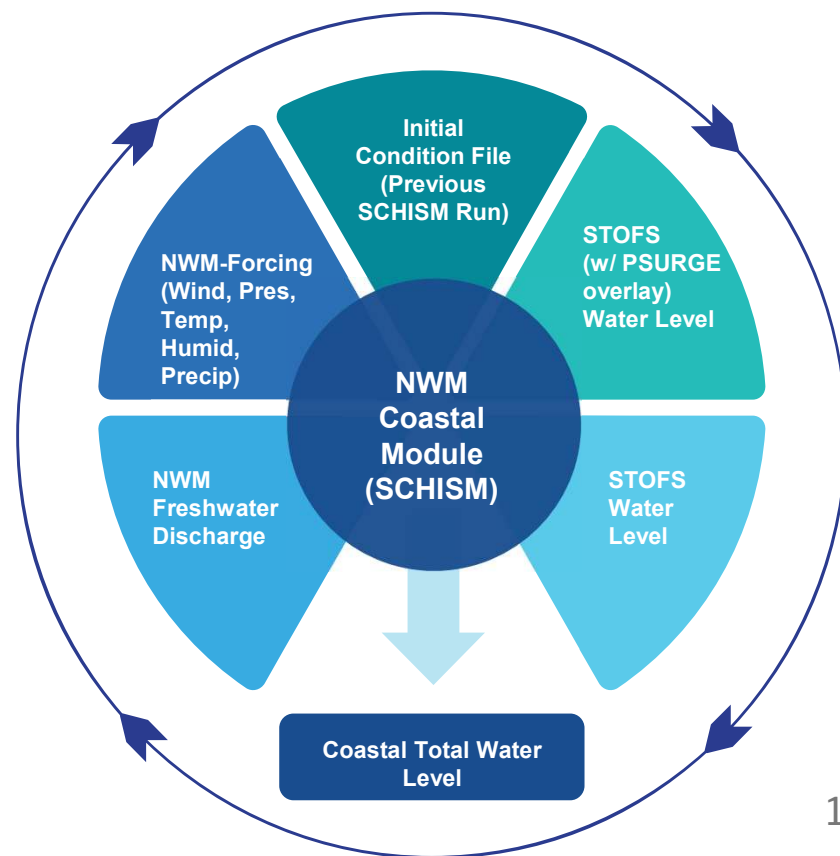 Initial
Condition File
(Previous
SCHISM Run)
NWM-Forcing
(Wind, Pres,
Temp,
Humid,
Precip)
STOFS
(w/ PSURGE
overlay)
Water Level
NWM
Coastal
Module
(SCHISM)
NWM
Freshwater
Discharge
STOFS
Water
Level
Coastal Total Water
Level
1